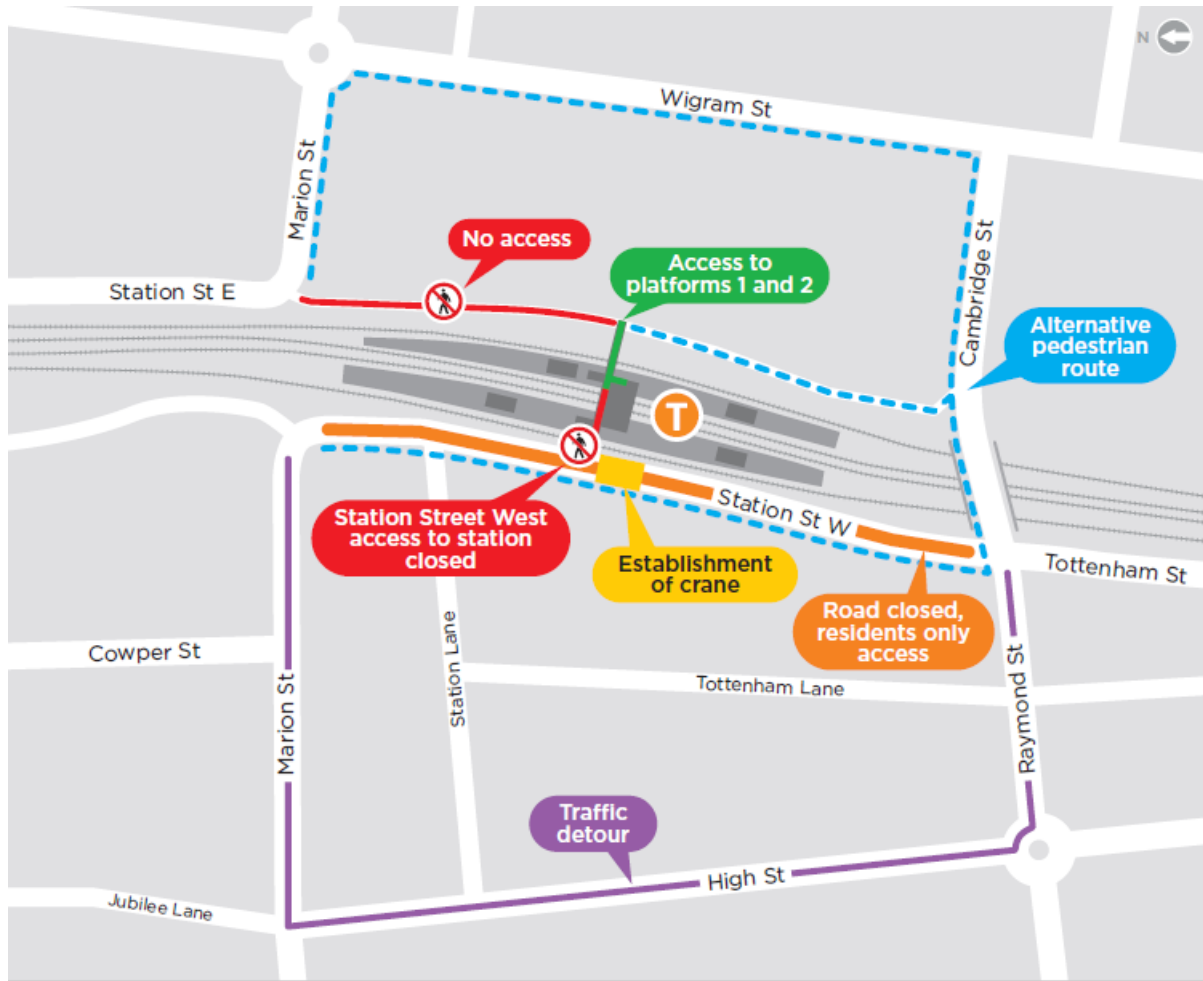 N
Wigram St
Marion St
No access
Access to
platforms 1 and 2
Station St E
Cambridge St
Alternative
pedestrian
route
T
Station Street West
access to station
closed
Establishment
of crane
Station St W
Tottenham St
Road closed,
residents only
access
Cowper St
Station Lane
Tottenham Lane
Marion St
Raymond St
Traffic
detour
High St
Jubilee Lane